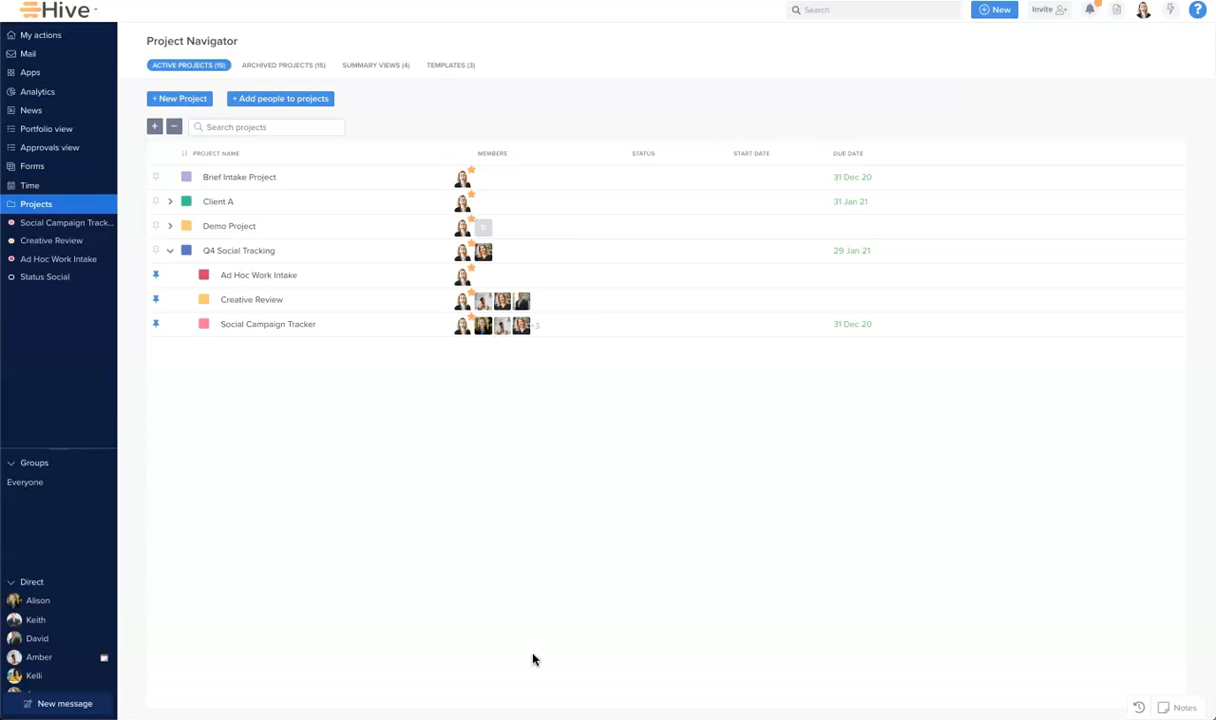 Hive
Search
New
Invite
?
My actions
Mail
Apps
Analytics
News
Portfolio view
Approvals view
Forms
Time
Projects
Social Campaign Track...
Creative Review
Ad Hoc Work Intake
Status Social
Groups
Everyone
Direct
Alison
Keith
David
Amber
Kelli
New message
Project Navigator
ACTIVE PROJECTS (15) ARCHIVED PROJECTS (15) SUMMARY VIEWS (4) TEMPLATES (3)
+ New Project + Add people to projects
+ − Search projects
PROJECT NAME MEMBERS STATUS START DATE DUE DATE
Brief Intake Project 31 Dec 20
Client A 31 Jan 21
Demo Project
Q4 Social Tracking 29 Jan 21
Ad Hoc Work Intake
Creative Review
Social Campaign Tracker +3 31 Dec 20
Notes